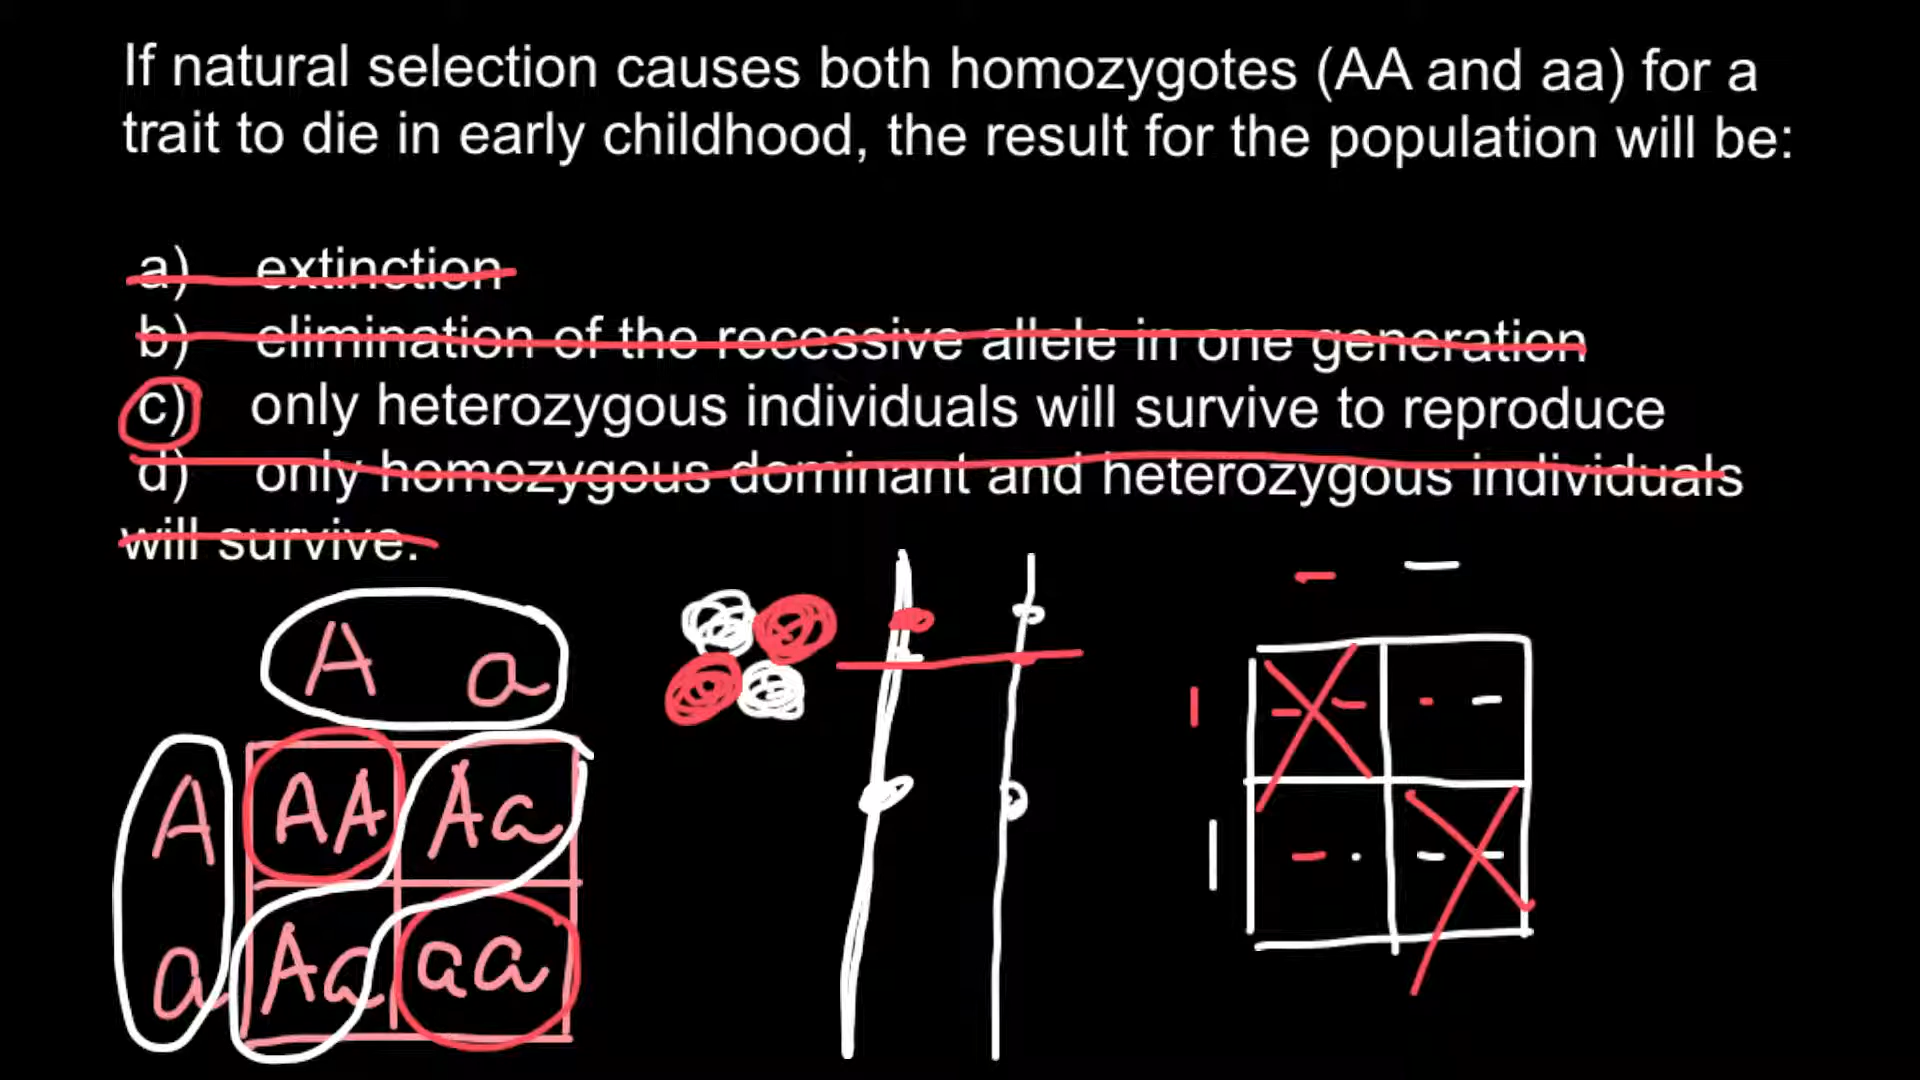 If natural selection causes both homozygotes (AA and aa) for a
trait to die in early childhood, the result for the population will be:
a) extinction
b) elimination of the recessive allele in one generation
c) only heterozygous individuals will survive to reproduce
d) only homozygous dominant and heterozygous individuals
will survive.
A a
A AA Aa
a Aa aa